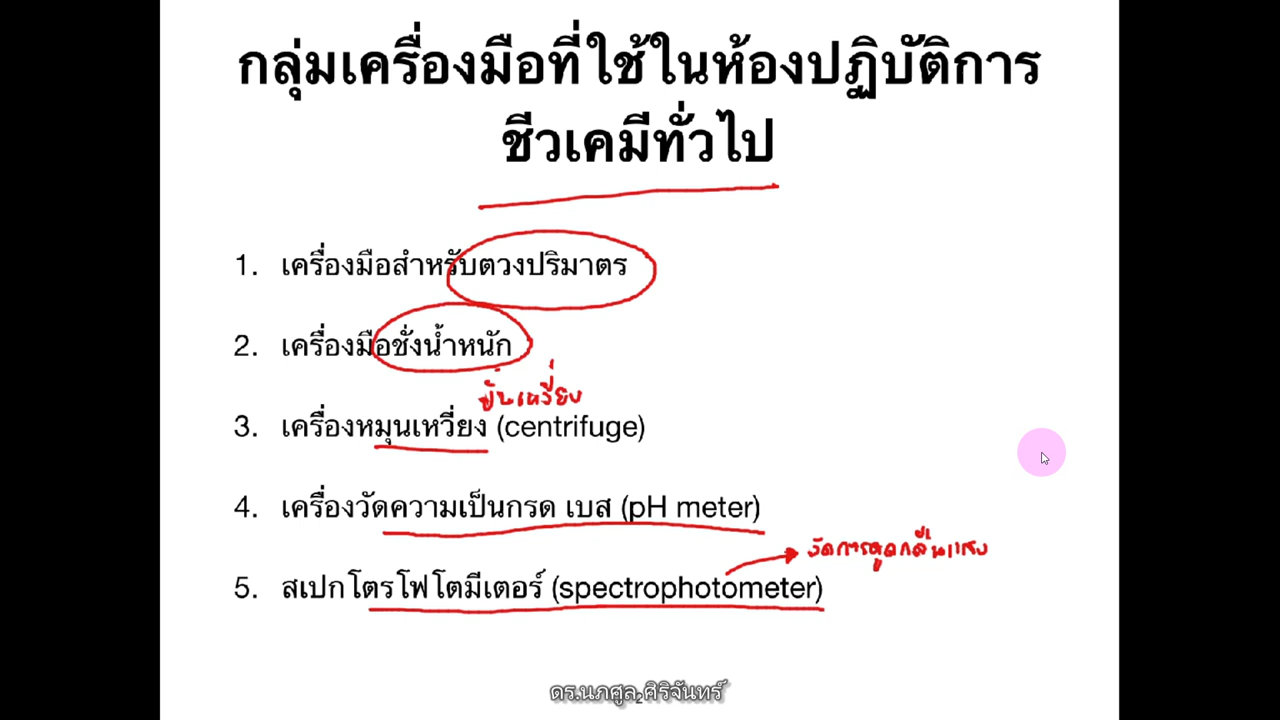 กลุ่มเครื่องมือที่ใช้ในห้องปฏิบัติการ
ชีวเคมีทั่วไป
1. เครื่องมือสำหรับตวงปริมาตร
2. เครื่องมือชั่งน้ำหนัก
ปั่นเหวี่ยง
3. เครื่องหมุนเหวี่ยง (centrifuge)
4. เครื่องวัดความเป็นกรด เบส (pH meter)
วัดการดูดกลืนแสง
5. สเปกโตรโฟโตมีเตอร์ (spectrophotometer)
ดร.นภศูล ศิริจันทร์
2